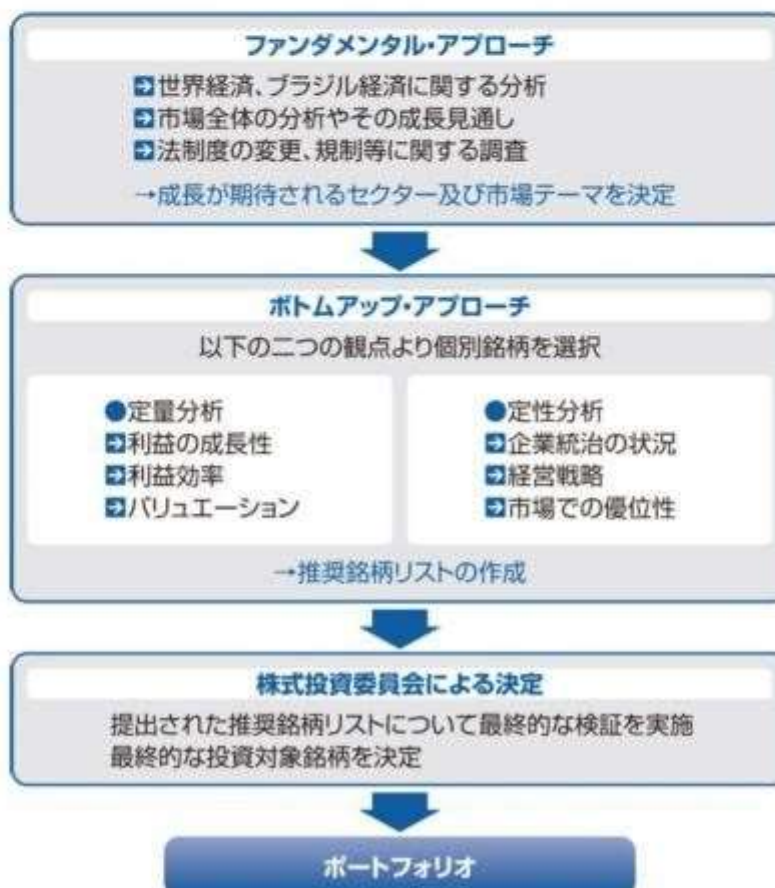 ファンダメンタル・アプローチ
➡世界経済、ブラジル経済に関する分析
➡市場全体の分析やその成長見通し
➡法制度の変更、規制等に関する調査
→成長が期待されるセクター及び市場テーマを決定
ボトムアップ・アプローチ
以下の二つの観点より個別銘柄を選択
●定量分析
➡利益の成長性
➡利益効率
➡バリュエーション
●定性分析
➡企業統治の状況
➡経営戦略
➡市場での優位性
→推奨銘柄リストの作成
株式投資委員会による決定
提出された推奨銘柄リストについて最終的な検証を実施
最終的な投資対象銘柄を決定
ポートフォリオ